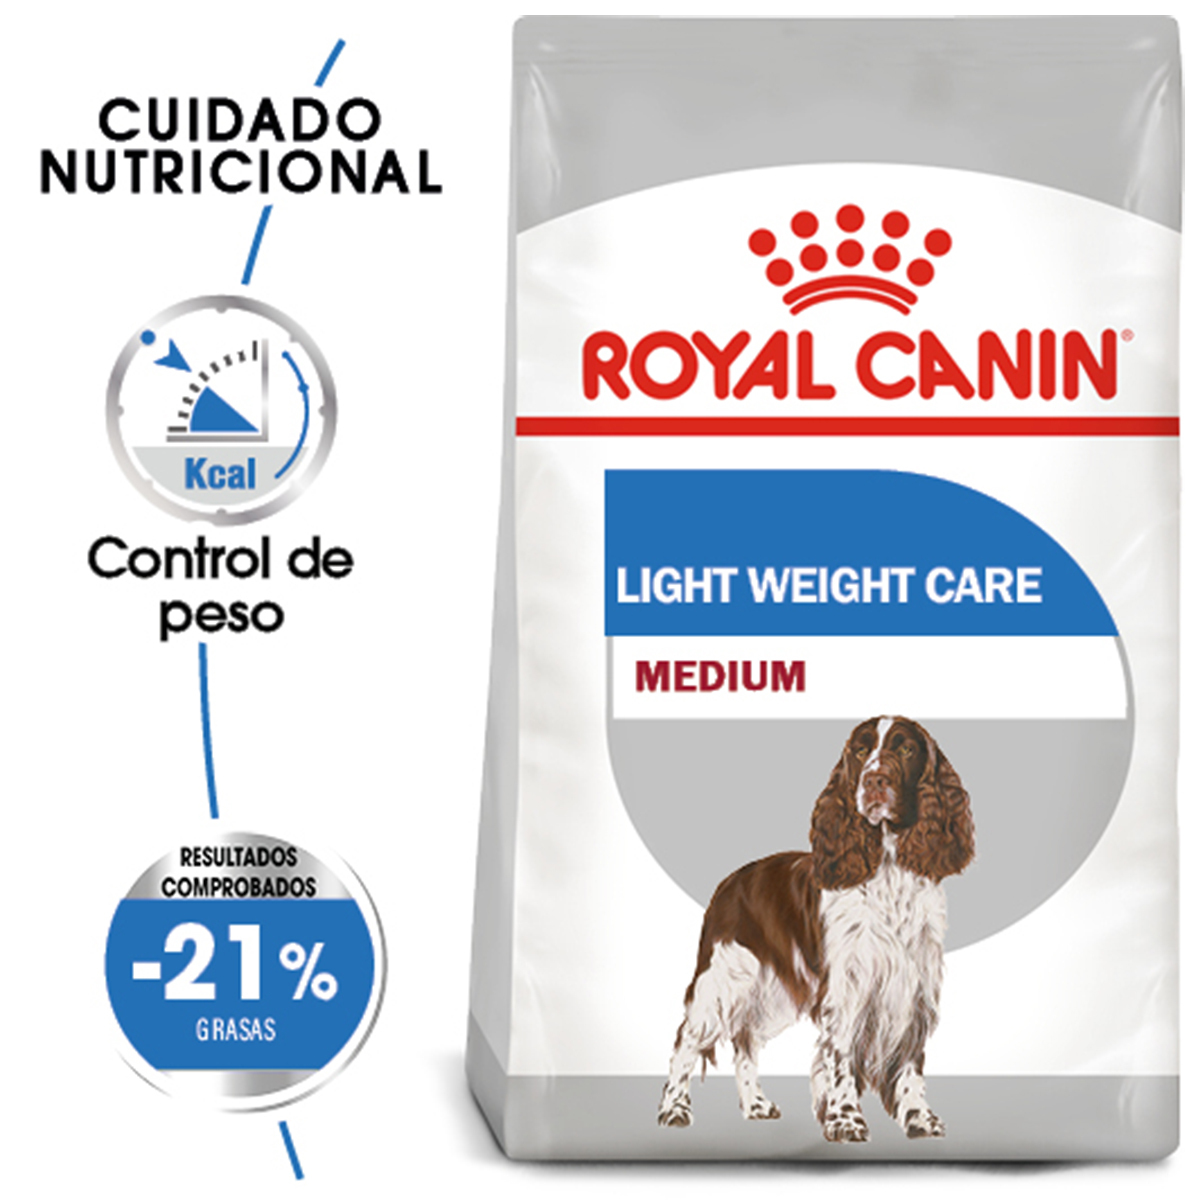 CUIDADO
NUTRICIONAL
Kcal
Control de
peso
RESULTADOS
COMPROBADOS
-21%
GRASAS
ROYAL CANIN®
LIGHT WEIGHT CARE
MEDIUM